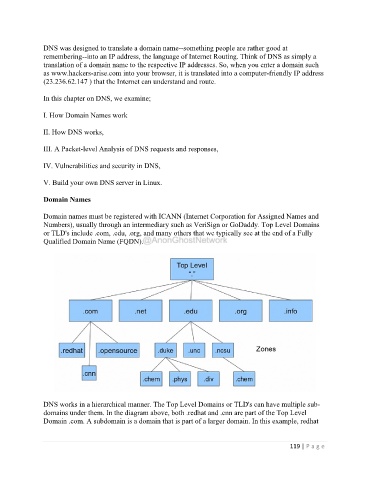 DNS was designed to translate a domain name--something people are rather good at
remembering--into an IP address, the language of Internet Routing. Think of DNS as simply a
translation of a domain name to the respective IP addresses. So, when you enter a domain such
as www.hackers-arise.com into your browser, it is translated into a computer-friendly IP address
(23.236.62.147 ) that the Internet can understand and route.
In this chapter on DNS, we examine;
I. How Domain Names work
II. How DNS works,
III. A Packet-level Analysis of DNS requests and responses,
IV. Vulnerabilities and security in DNS,
V. Build your own DNS server in Linux.
Domain Names
Domain names must be registered with ICANN (Internet Corporation for Assigned Names and
Numbers), usually through an intermediary such as VeriSign or GoDaddy. Top Level Domains
or TLD's include .com, .edu, .org, and many others that we typically see at the end of a Fully
Qualified Domain Name (FQDN).@AnonGhostNetwork
Top Level
" "
.com .net .edu .org .info
.redhat .opensource .duke .unc .ncsu Zones
.cnn
.chem .phys .div .chem
DNS works in a hierarchical manner. The Top Level Domains or TLD's can have multiple sub-
domains under them. In the diagram above, both .redhat and .cnn are part of the Top Level
Domain .com. A subdomain is a domain that is part of a larger domain. In this example, redhat
119 | P a g e